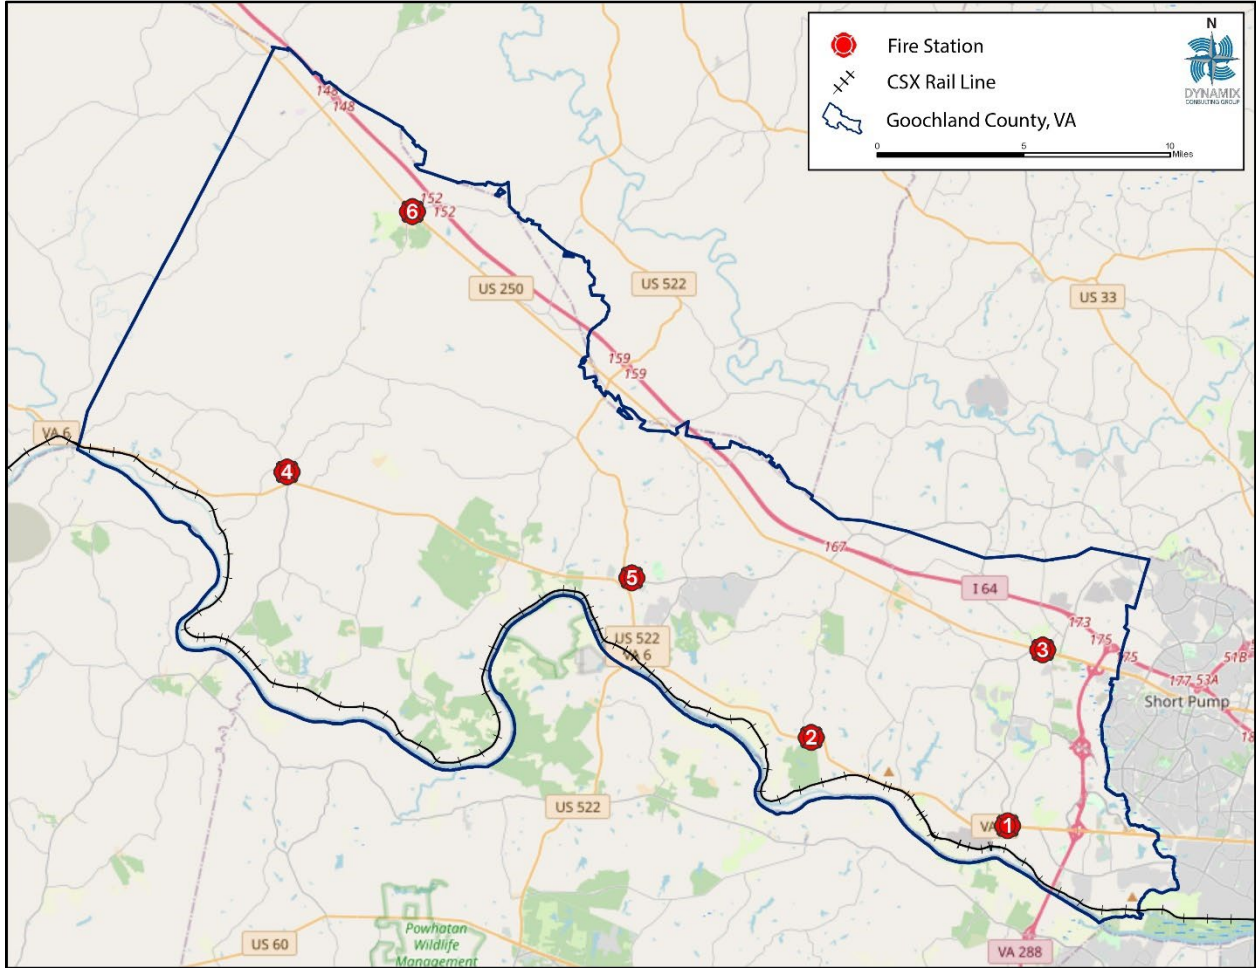 N
Fire Station
CSX Rail Line
DYNAMIX
CONSULTING GROUP
Goochland County, VA
0 5 10
Miles
148
148
152
152
6
US 250
US 522
US 33
159
159
VA 6
4
167
5
I 64
173
US 522
VA 6
3
175
75
51B
177 53A
Short Pump
18
2
US 522
VA
1
Powhatan
Wildlife
Management
US 60
VA 288